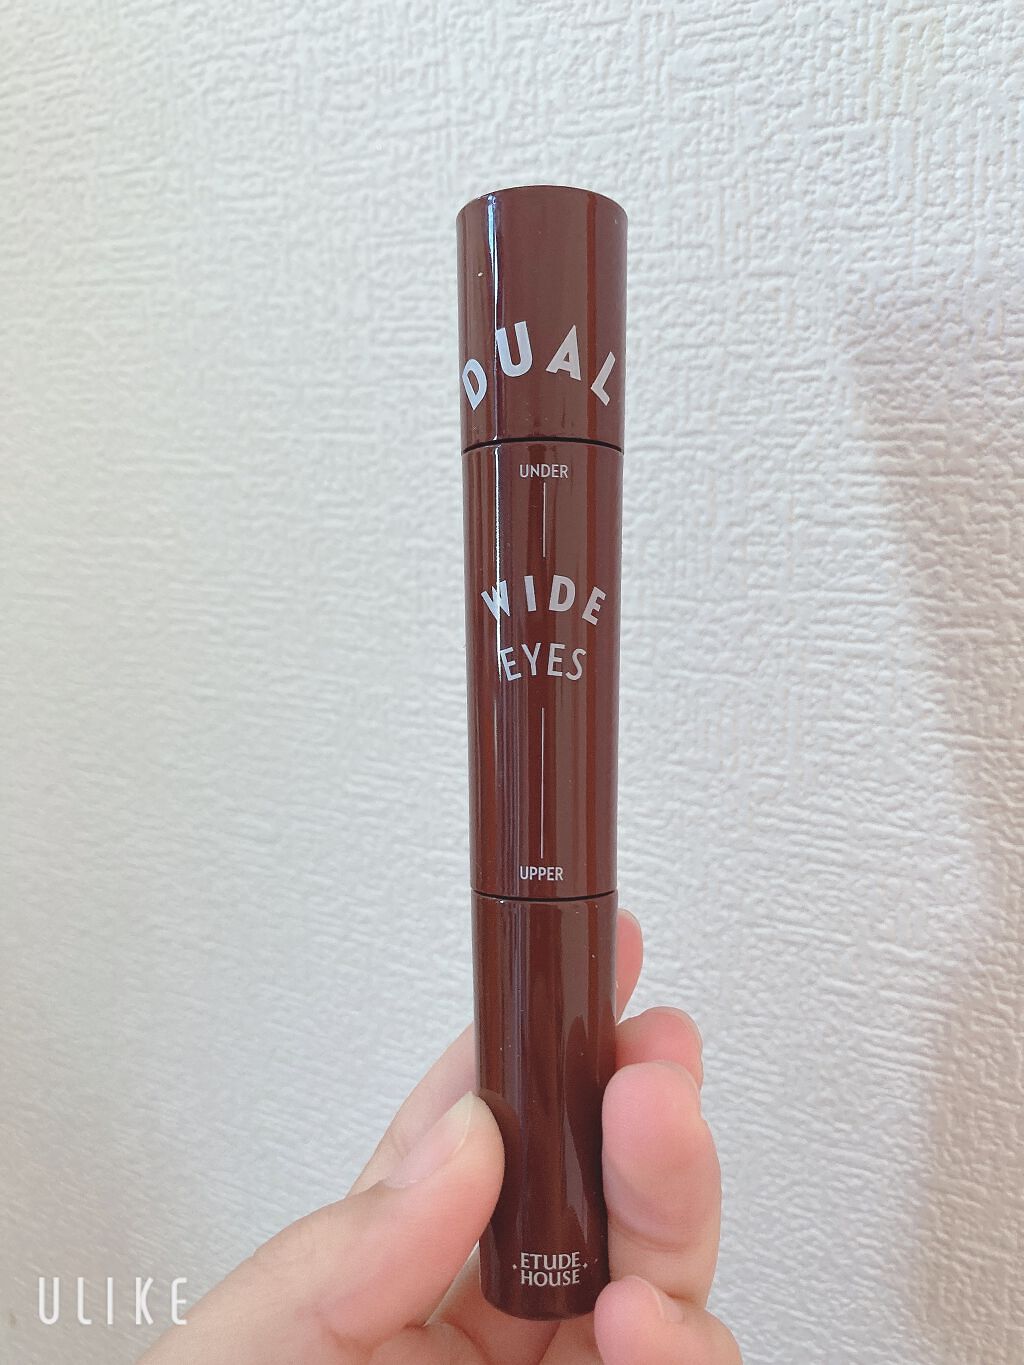 DUAL
UNDER
WIDE
EYES
UPPER
ETUDE
HOUSE
ULIKE